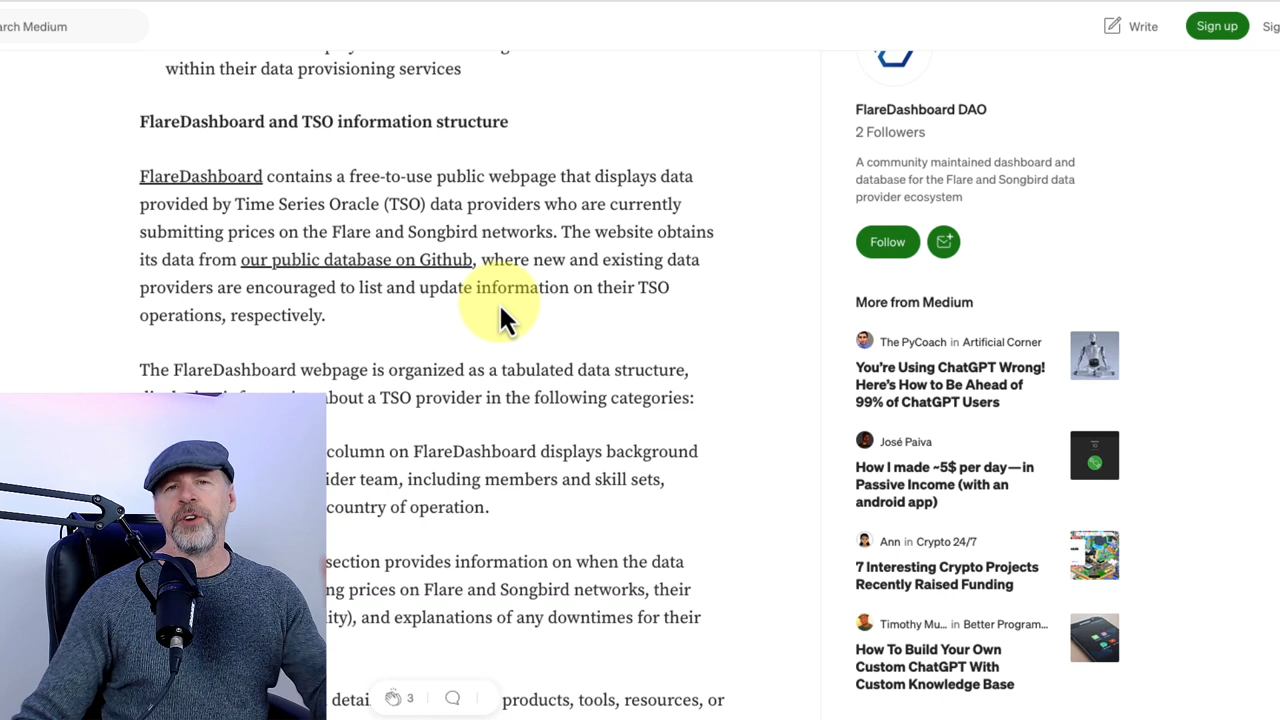 arch Medium
Write
Sign up
Sig
within their data provisioning services
FlareDashboard and TSO information structure
FlareDashboard contains a free-to-use public webpage that displays data
provided by Time Series Oracle (TSO) data providers who are currently
submitting prices on the Flare and Songbird networks. The website obtains
its data from our public database on Github, where new and existing data
providers are encouraged to list and update information on their TSO
operations, respectively.
The FlareDashboard webpage is organized as a tabulated data structure,
about a TSO provider in the following categories:
column on FlareDashboard displays background
ider team, including members and skill sets,
country of operation.
section provides information on when the data
ng prices on Flare and Songbird networks, their
ity), and explanations of any downtimes for their
detai
products, tools, resources, or
3
FlareDashboard DAO
2 Followers
A community maintained dashboard and
database for the Flare and Songbird data
provider ecosystem
Follow
More from Medium
The PyCoach in Artificial Corner
You're Using ChatGPT Wrong!
Here's How to Be Ahead of
99% of ChatGPT Users
José Paiva
How I made ~5$ per day—in
Passive Income (with an
android app)
Ann in Crypto 24/7
7 Interesting Crypto Projects
Recently Raised Funding
Timothy Mu... in Better Program...
How To Build Your Own
Custom ChatGPT With
Custom Knowledge Base